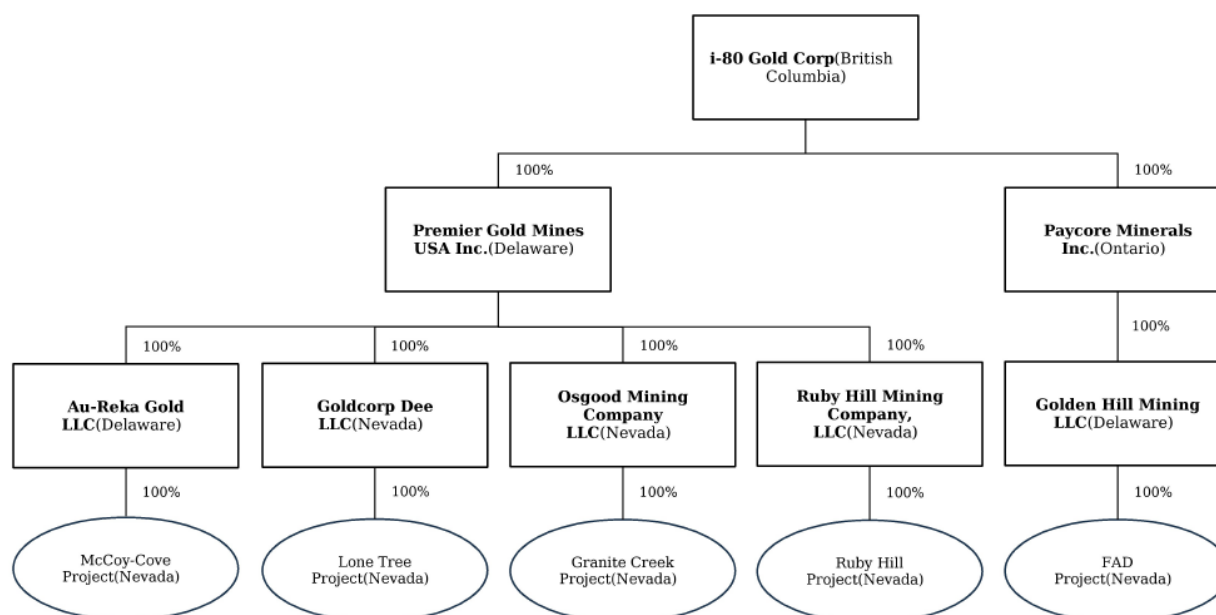 i-80 Gold Corp(British
Columbia)
100%
100%
Premier Gold Mines
USA Inc.(Delaware)
Paycore Minerals
Inc.(Ontario)
100%
100%
100%
100%
100%
Au-Reka Gold
LLC(Delaware)
Goldcorp Dee
LLC(Nevada)
Osgood Mining
Company
LLC(Nevada)
Ruby Hill Mining
Company,
LLC(Nevada)
Golden Hill Mining
LLC(Delaware)
100%
100%
100%
100%
100%
McCoy-Cove
Project(Nevada)
Lone Tree
Project(Nevada)
Granite Creek
Project(Nevada)
Ruby Hill
Project(Nevada)
FAD
Project(Nevada)